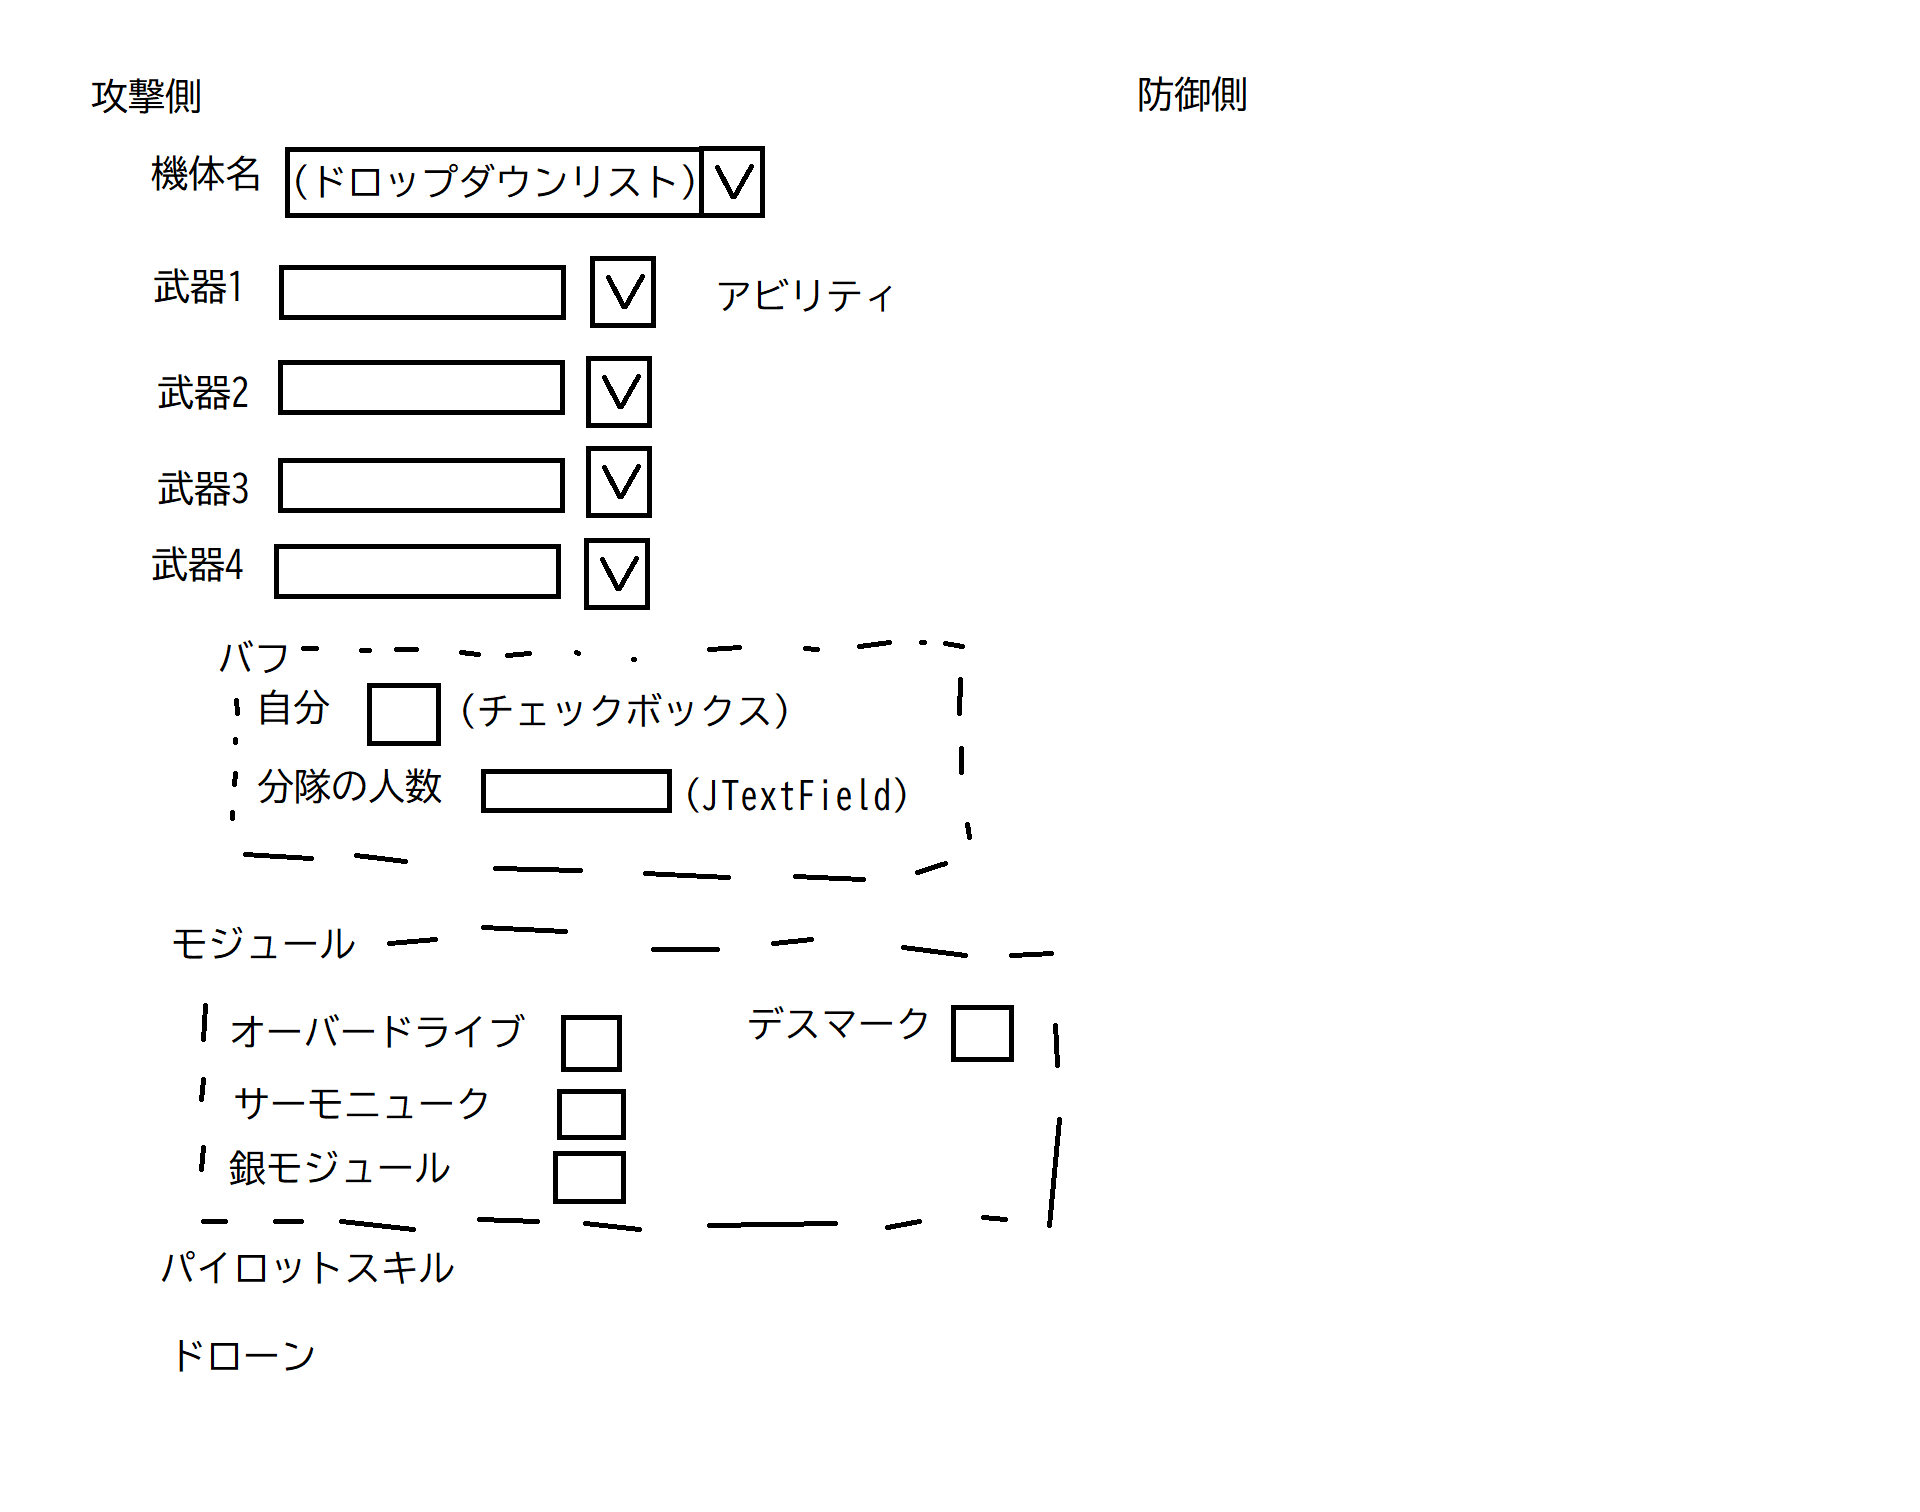 攻撃側
防御側
機体名 (ドロップダウンリスト)
武器1 アビリティ
武器2
武器3
武器4
バフ
自分 (チェックボックス)
分隊の人数 (JTextField)
モジュール
オーバードライブ デスマーク
サーモニューク
銀モジュール
パイロットスキル
ドローン